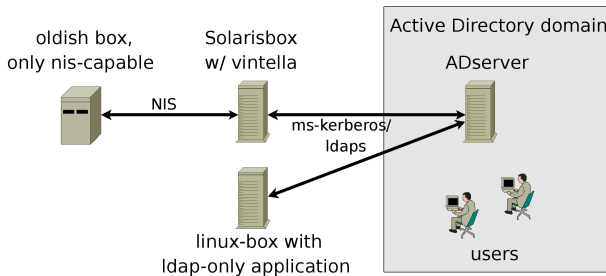 oldish box,
only nis-capable
Solarisbox
w/ vintella
Active Directory domain
ADserver
NIS
ms-kerberos/
ldaps
linux-box with
ldap-only application
users